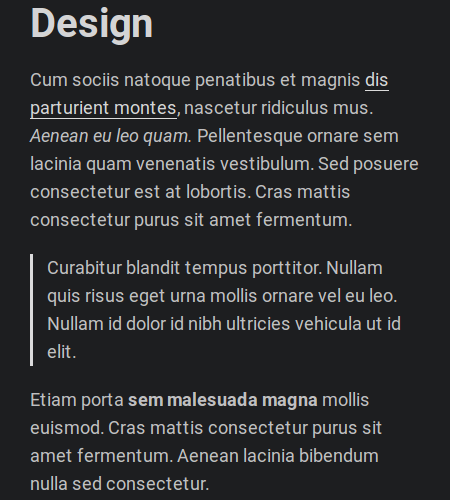 Design
Cum sociis natoque penatibus et magnis dis
parturient montes, nascetur ridiculus mus.
Aenean eu leo quam. Pellentesque ornare sem
lacinia quam venenatis vestibulum. Sed posuere
consectetur est at lobortis. Cras mattis
consectetur purus sit amet fermentum.
Curabitur blandit tempus porttitor. Nullam
quis risus eget urna mollis ornare vel eu leo.
Nullam id dolor id nibh ultricies vehicula ut id
elit.
Etiam porta sem malesuada magna mollis
euismod. Cras mattis consectetur purus sit
amet fermentum. Aenean lacinia bibendum
nulla sed consectetur.